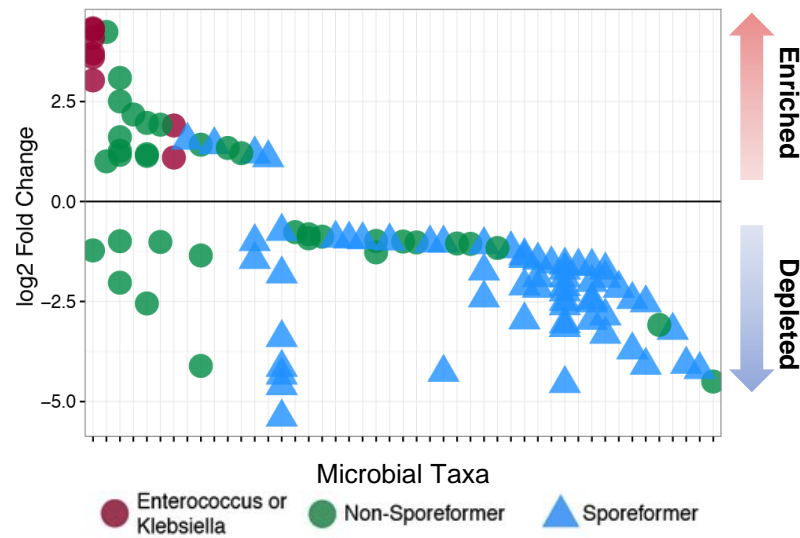 2.5
0.0
−2.5
−5.0
log2 Fold Change
Enriched
Depleted
Microbial Taxa
Enterococcus or
Klebsiella
Non-Sporeformer
Sporeformer